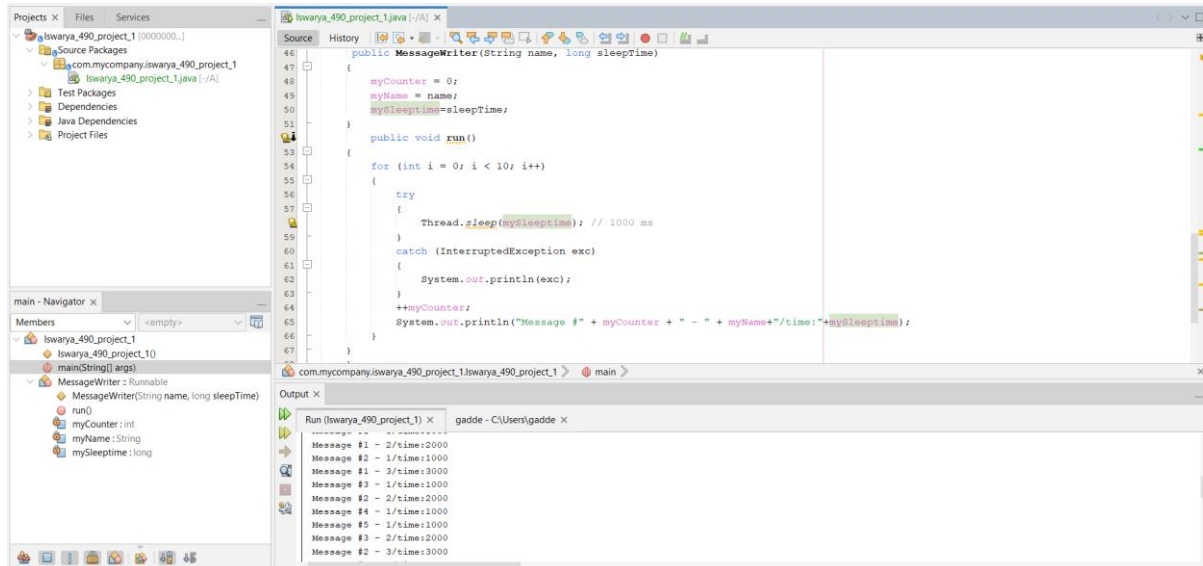 Projects × Files Services
Iswarya_490_project_1 [0000000...]
Source Packages
com.mycompany.iswarya_490_project_1
Iswarya_490_project_1.java [-/A]
Test Packages
Dependencies
Java Dependencies
Project Files
main - Navigator ×
Members <empty>
Iswarya_490_project_1
Iswarya_490_project_1()
main(String[] args)
MessageWriter :: Runnable
MessageWriter(String name, long sleepTime)
run()
myCounter : int
myName : String
mySleeptime : long
Iswarya_490_project_1.java [-/A] ×
Source History
46 public MessageWriter(String name, long sleepTime)
47 {
48 myCounter = 0;
49 myName = name;
50 mySleeptime=sleepTime;
51 }
public void run()
53 {
54 for (int i = 0; i < 10; i++)
55 {
56 try
57 {
Thread.sleep(mySleeptime); // 1000 ms
59 }
60 catch (InterruptedException exc)
61 {
62 System.out.println(exc);
63 }
64 ++myCounter;
65 System.out.println("Message #" + myCounter + " - " + myName+"/time:"+mySleeptime);
66 }
67 }
com.mycompany.iswarya_490_project_1.Iswarya_490_project_1 main
Output ×
Run (Iswarya_490_project_1) × gadde - C:\Users\gadde ×
Message #1 - 2/time:2000
Message #2 - 1/time:1000
Message #1 - 3/time:3000
Message #3 - 1/time:1000
Message #2 - 2/time:2000
Message #4 - 1/time:1000
Message #5 - 1/time:1000
Message #3 - 2/time:2000
Message #2 - 3/time:3000